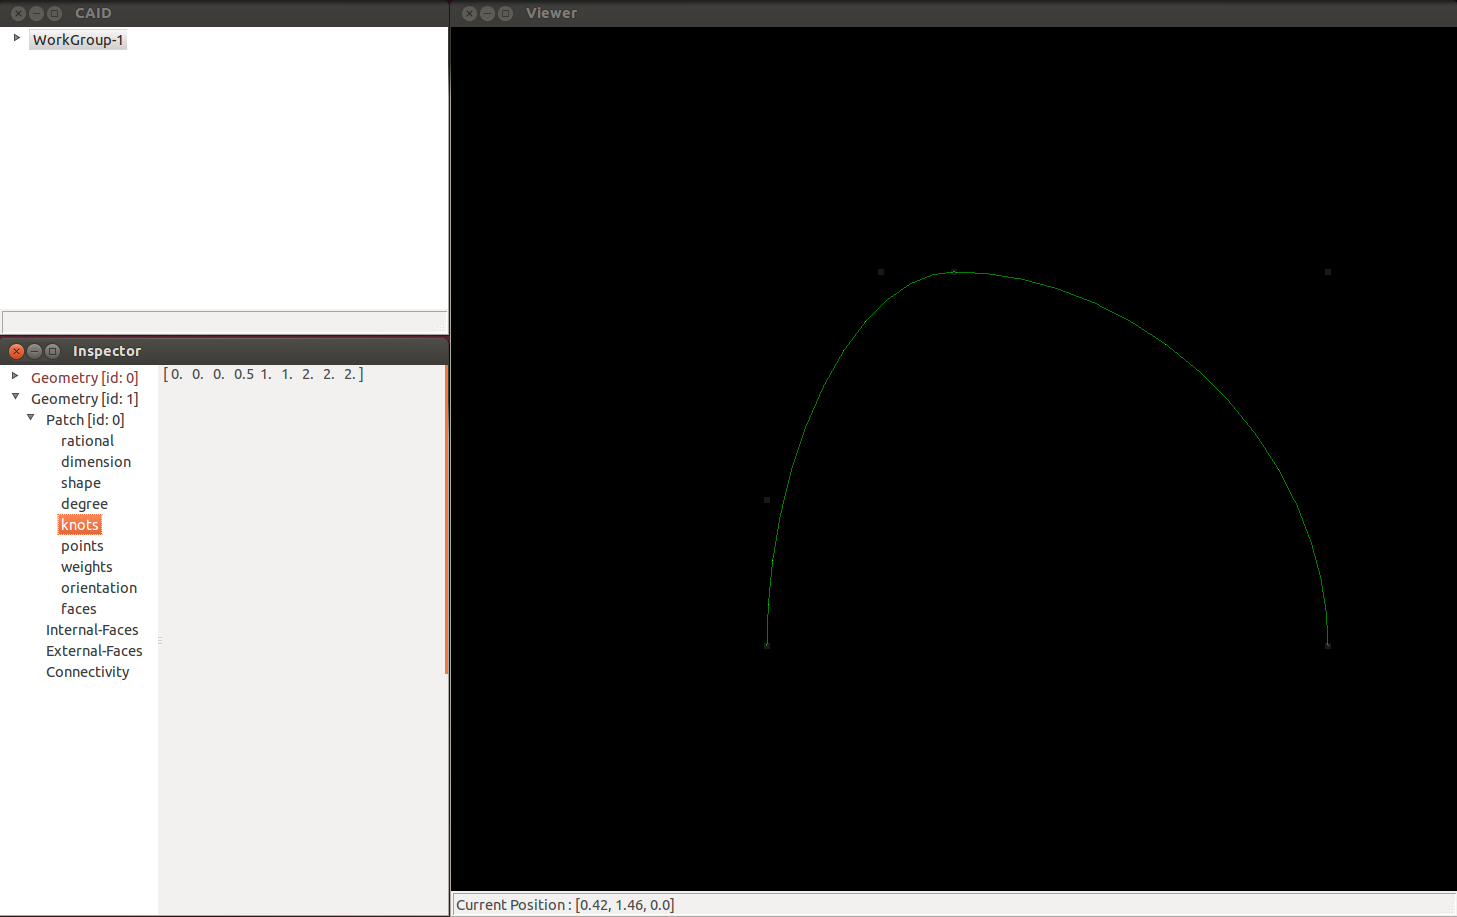 CAID
WorkGroup-1
Viewer
Inspector
Geometry [id: 0]
Geometry [id: 1]
Patch [id: 0]
rational
dimension
shape
degree
knots
points
weights
orientation
faces
Internal-Faces
External-Faces
Connectivity
[ 0. 0. 0. 0.5 1. 1. 2. 2. 2. ]
Current Position : [0.42, 1.46, 0.0]